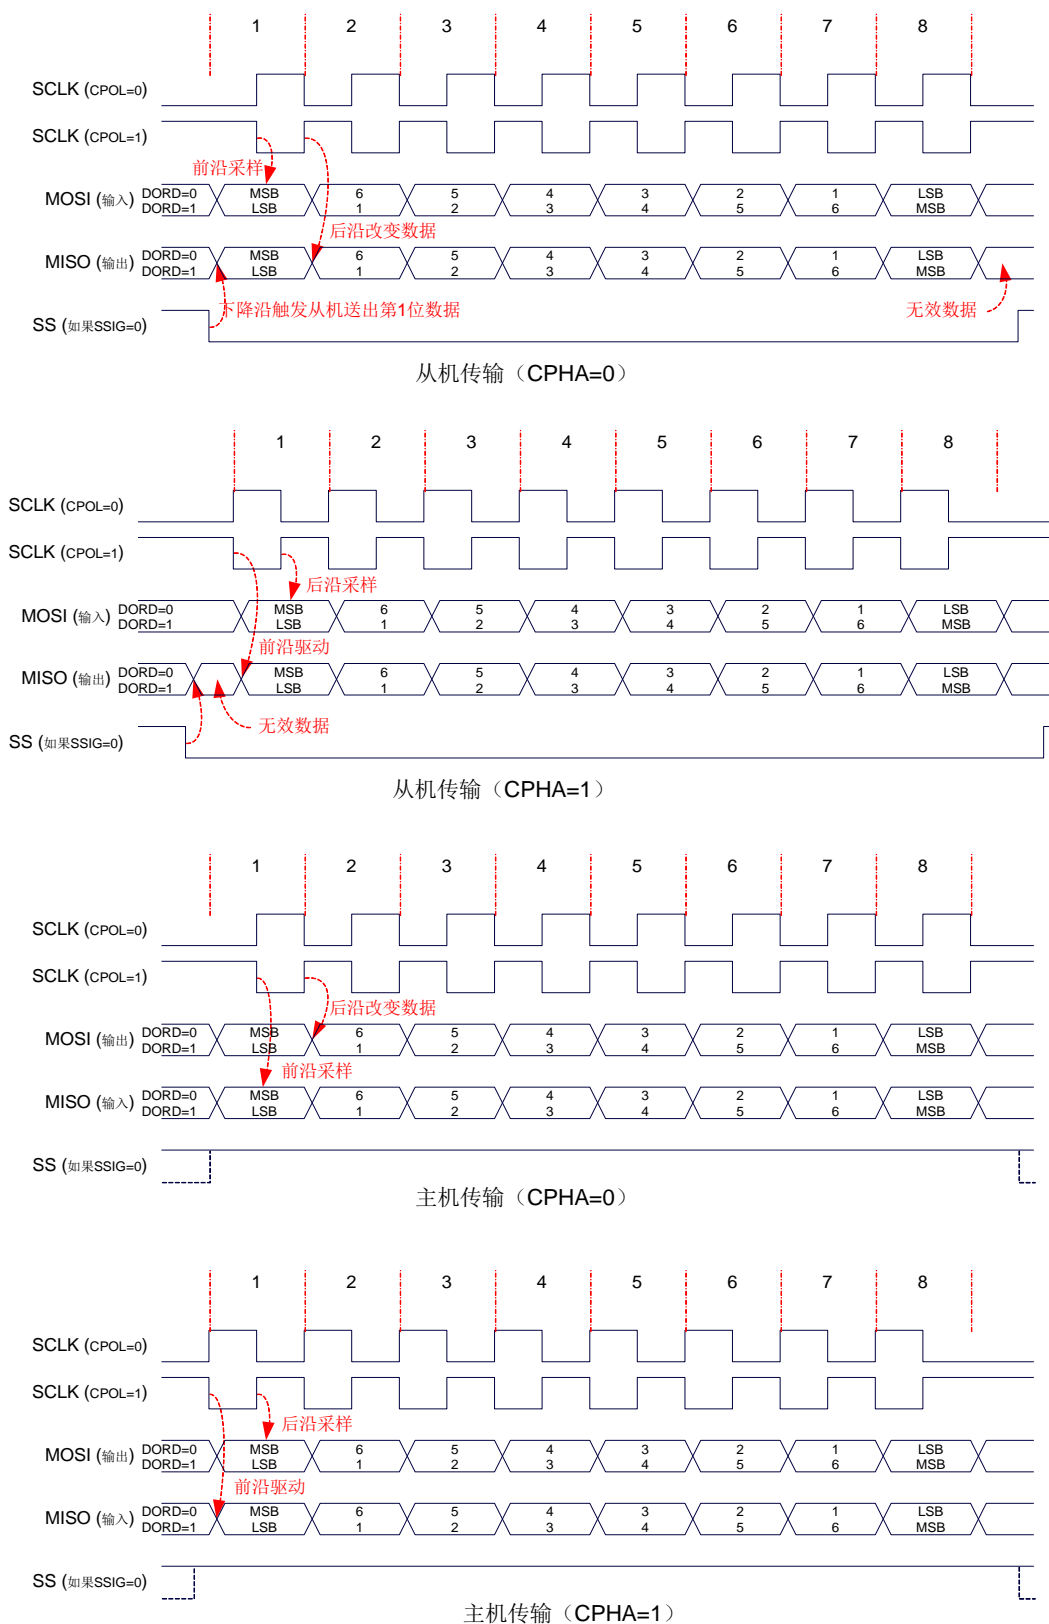 1 2 3 4 5 6 7 8
SCLK (CPOL=0)
SCLK (CPOL=1)
前沿采样
MOSI (输入) DORD=0 MSB 6 5 4 3 2 1 LSB
DORD=1 LSB 1 2 3 4 5 6 MSB
后沿改变数据
MISO (输出) DORD=0 MSB 6 5 4 3 2 1 LSB
DORD=1 LSB 1 2 3 4 5 6 MSB
下降沿触发从机送出第1位数据 无效数据
SS (如果SSIG=0)
从机传输（CPHA=0）
1 2 3 4 5 6 7 8
SCLK (CPOL=0)
SCLK (CPOL=1)
后沿采样
MOSI (输入) DORD=0 MSB 6 5 4 3 2 1 LSB
DORD=1 LSB 1 2 3 4 5 6 MSB
前沿驱动
MISO (输出) DORD=0 MSB 6 5 4 3 2 1 LSB
DORD=1 LSB 1 2 3 4 5 6 MSB
无效数据
SS (如果SSIG=0)
从机传输（CPHA=1）
1 2 3 4 5 6 7 8
SCLK (CPOL=0)
SCLK (CPOL=1)
后沿改变数据
MOSI (输出) DORD=0 MSB 6 5 4 3 2 1 LSB
DORD=1 LSB 1 2 3 4 5 6 MSB
前沿采样
MISO (输入) DORD=0 MSB 6 5 4 3 2 1 LSB
DORD=1 LSB 1 2 3 4 5 6 MSB
SS (如果SSIG=0)
主机传输（CPHA=0）
1 2 3 4 5 6 7 8
SCLK (CPOL=0)
SCLK (CPOL=1)
后沿采样
MOSI (输出) DORD=0 MSB 6 5 4 3 2 1 LSB
DORD=1 LSB 1 2 3 4 5 6 MSB
前沿驱动
MISO (输入) DORD=0 MSB 6 5 4 3 2 1 LSB
DORD=1 LSB 1 2 3 4 5 6 MSB
SS (如果SSIG=0)
主机传输（CPHA=1）